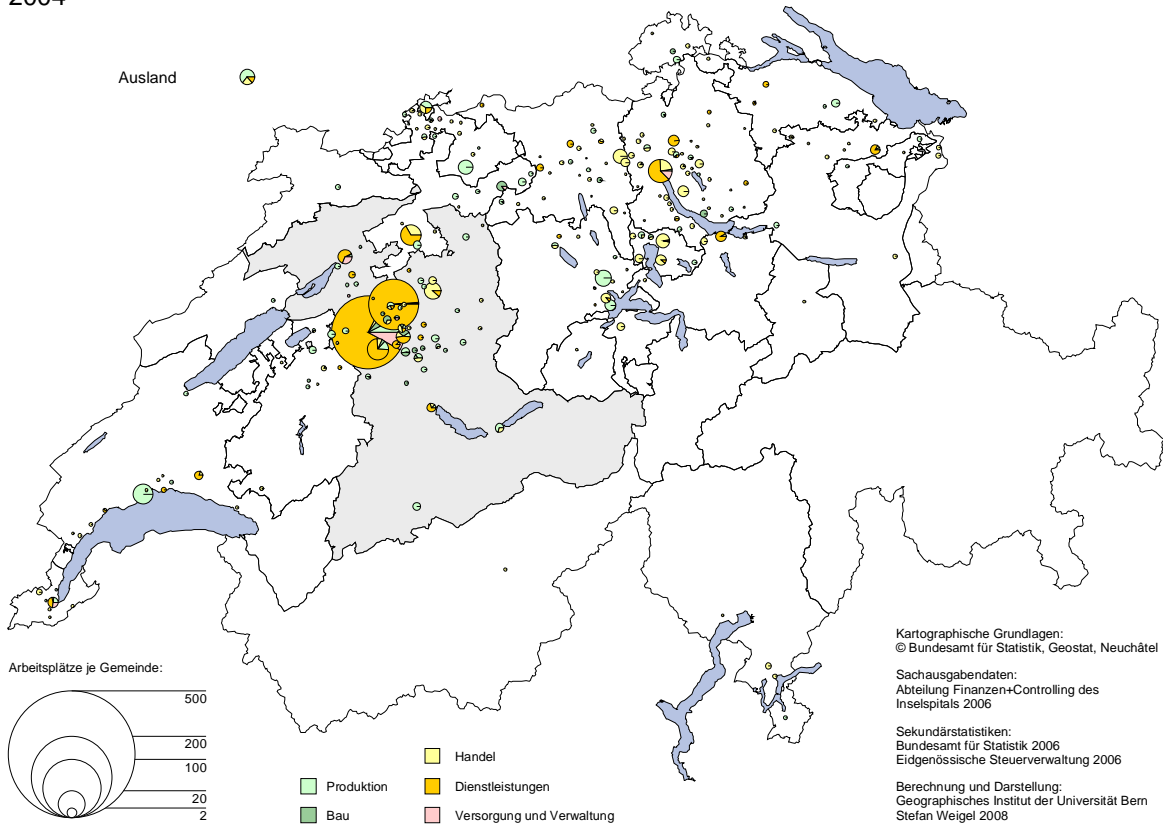 2004
Ausland
Arbeitsplätze je Gemeinde:
500
200
100
20
2
Handel
Produktion
Dienstleistungen
Bau
Versorgung und Verwaltung
Kartographische Grundlagen:
© Bundesamt für Statistik, Geostat, Neuchâtel
Sachausgabendaten:
Abteilung Finanzen+Controlling des
Inselspitals 2006
Sekundärstatistiken:
Bundesamt für Statistik 2006
Eidgenössische Steuerverwaltung 2006
Berechnung und Darstellung:
Geographisches Institut der Universität Bern
Stefan Weigel 2008